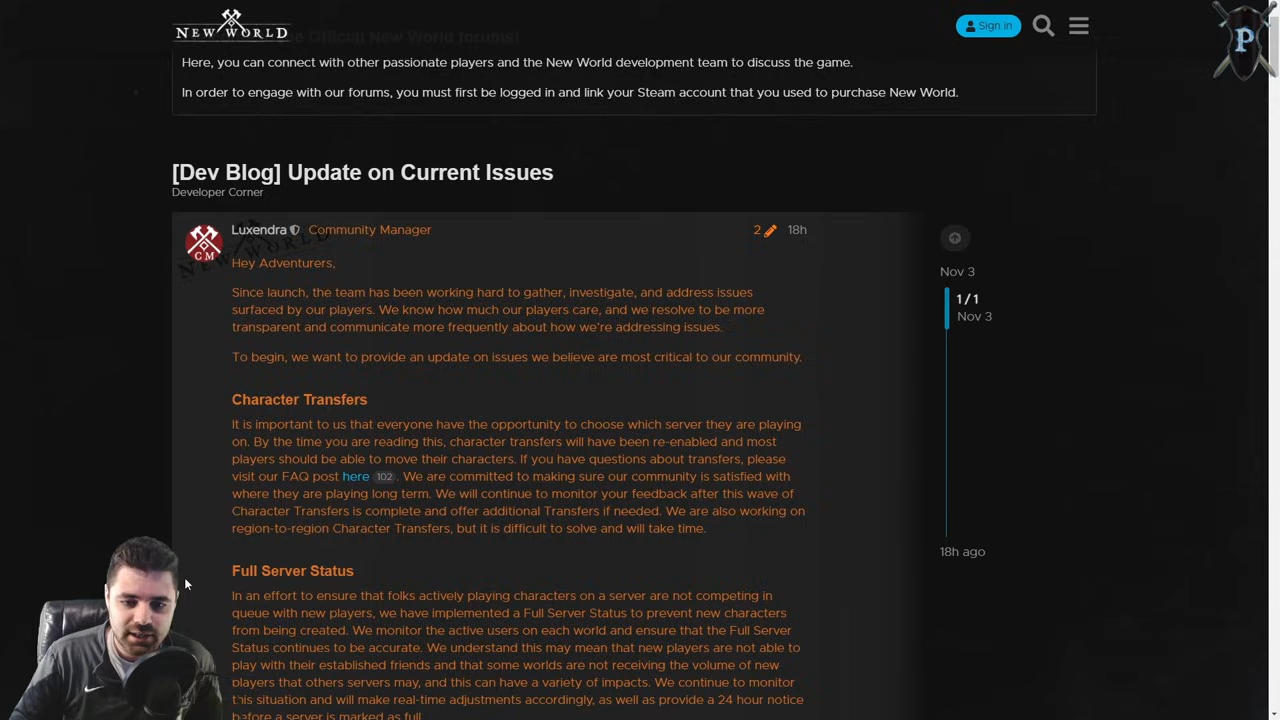 NEW WORLD
Official New World forums!
Sign in
P
Here, you can connect with other passionate players and the New World development team to discuss the game.
In order to engage with our forums, you must first be logged in and link your Steam account that you used to purchase New World.
[Dev Blog] Update on Current Issues
Developer Corner
Luxendra Community Manager
2 18h
CM
Hey Adventurers,
Since launch, the team has been working hard to gather, investigate, and address issues
surfaced by our players. We know how much our players care, and we resolve to be more
transparent and communicate more frequently about how we're addressing issues.
To begin, we want to provide an update on issues we believe are most critical to our community.
Character Transfers
It is important to us that everyone have the opportunity to choose which server they are playing
on. By the time you are reading this, character transfers will have been re-enabled and most
players should be able to move their characters. If you have questions about transfers, please
visit our FAQ post here 102 . We are committed to making sure our community is satisfied with
where they are playing long term. We will continue to monitor your feedback after this wave of
Character Transfers is complete and offer additional Transfers if needed. We are also working on
region-to-region Character Transfers, but it is difficult to solve and will take time.
Full Server Status
In an effort to ensure that folks actively playing characters on a server are not competing in
queue with new players, we have implemented a Full Server Status to prevent new characters
from being created. We monitor the active users on each world and ensure that the Full Server
Status continues to be accurate. We understand this may mean that new players are not able to
play with their established friends and that some worlds are not receiving the volume of new
players that others servers may, and this can have a variety of impacts. We continue to monitor
this situation and will make real-time adjustments accordingly, as well as provide a 24 hour notice
before a server is marked as full.
Nov 3
1 / 1
Nov 3
18h ago